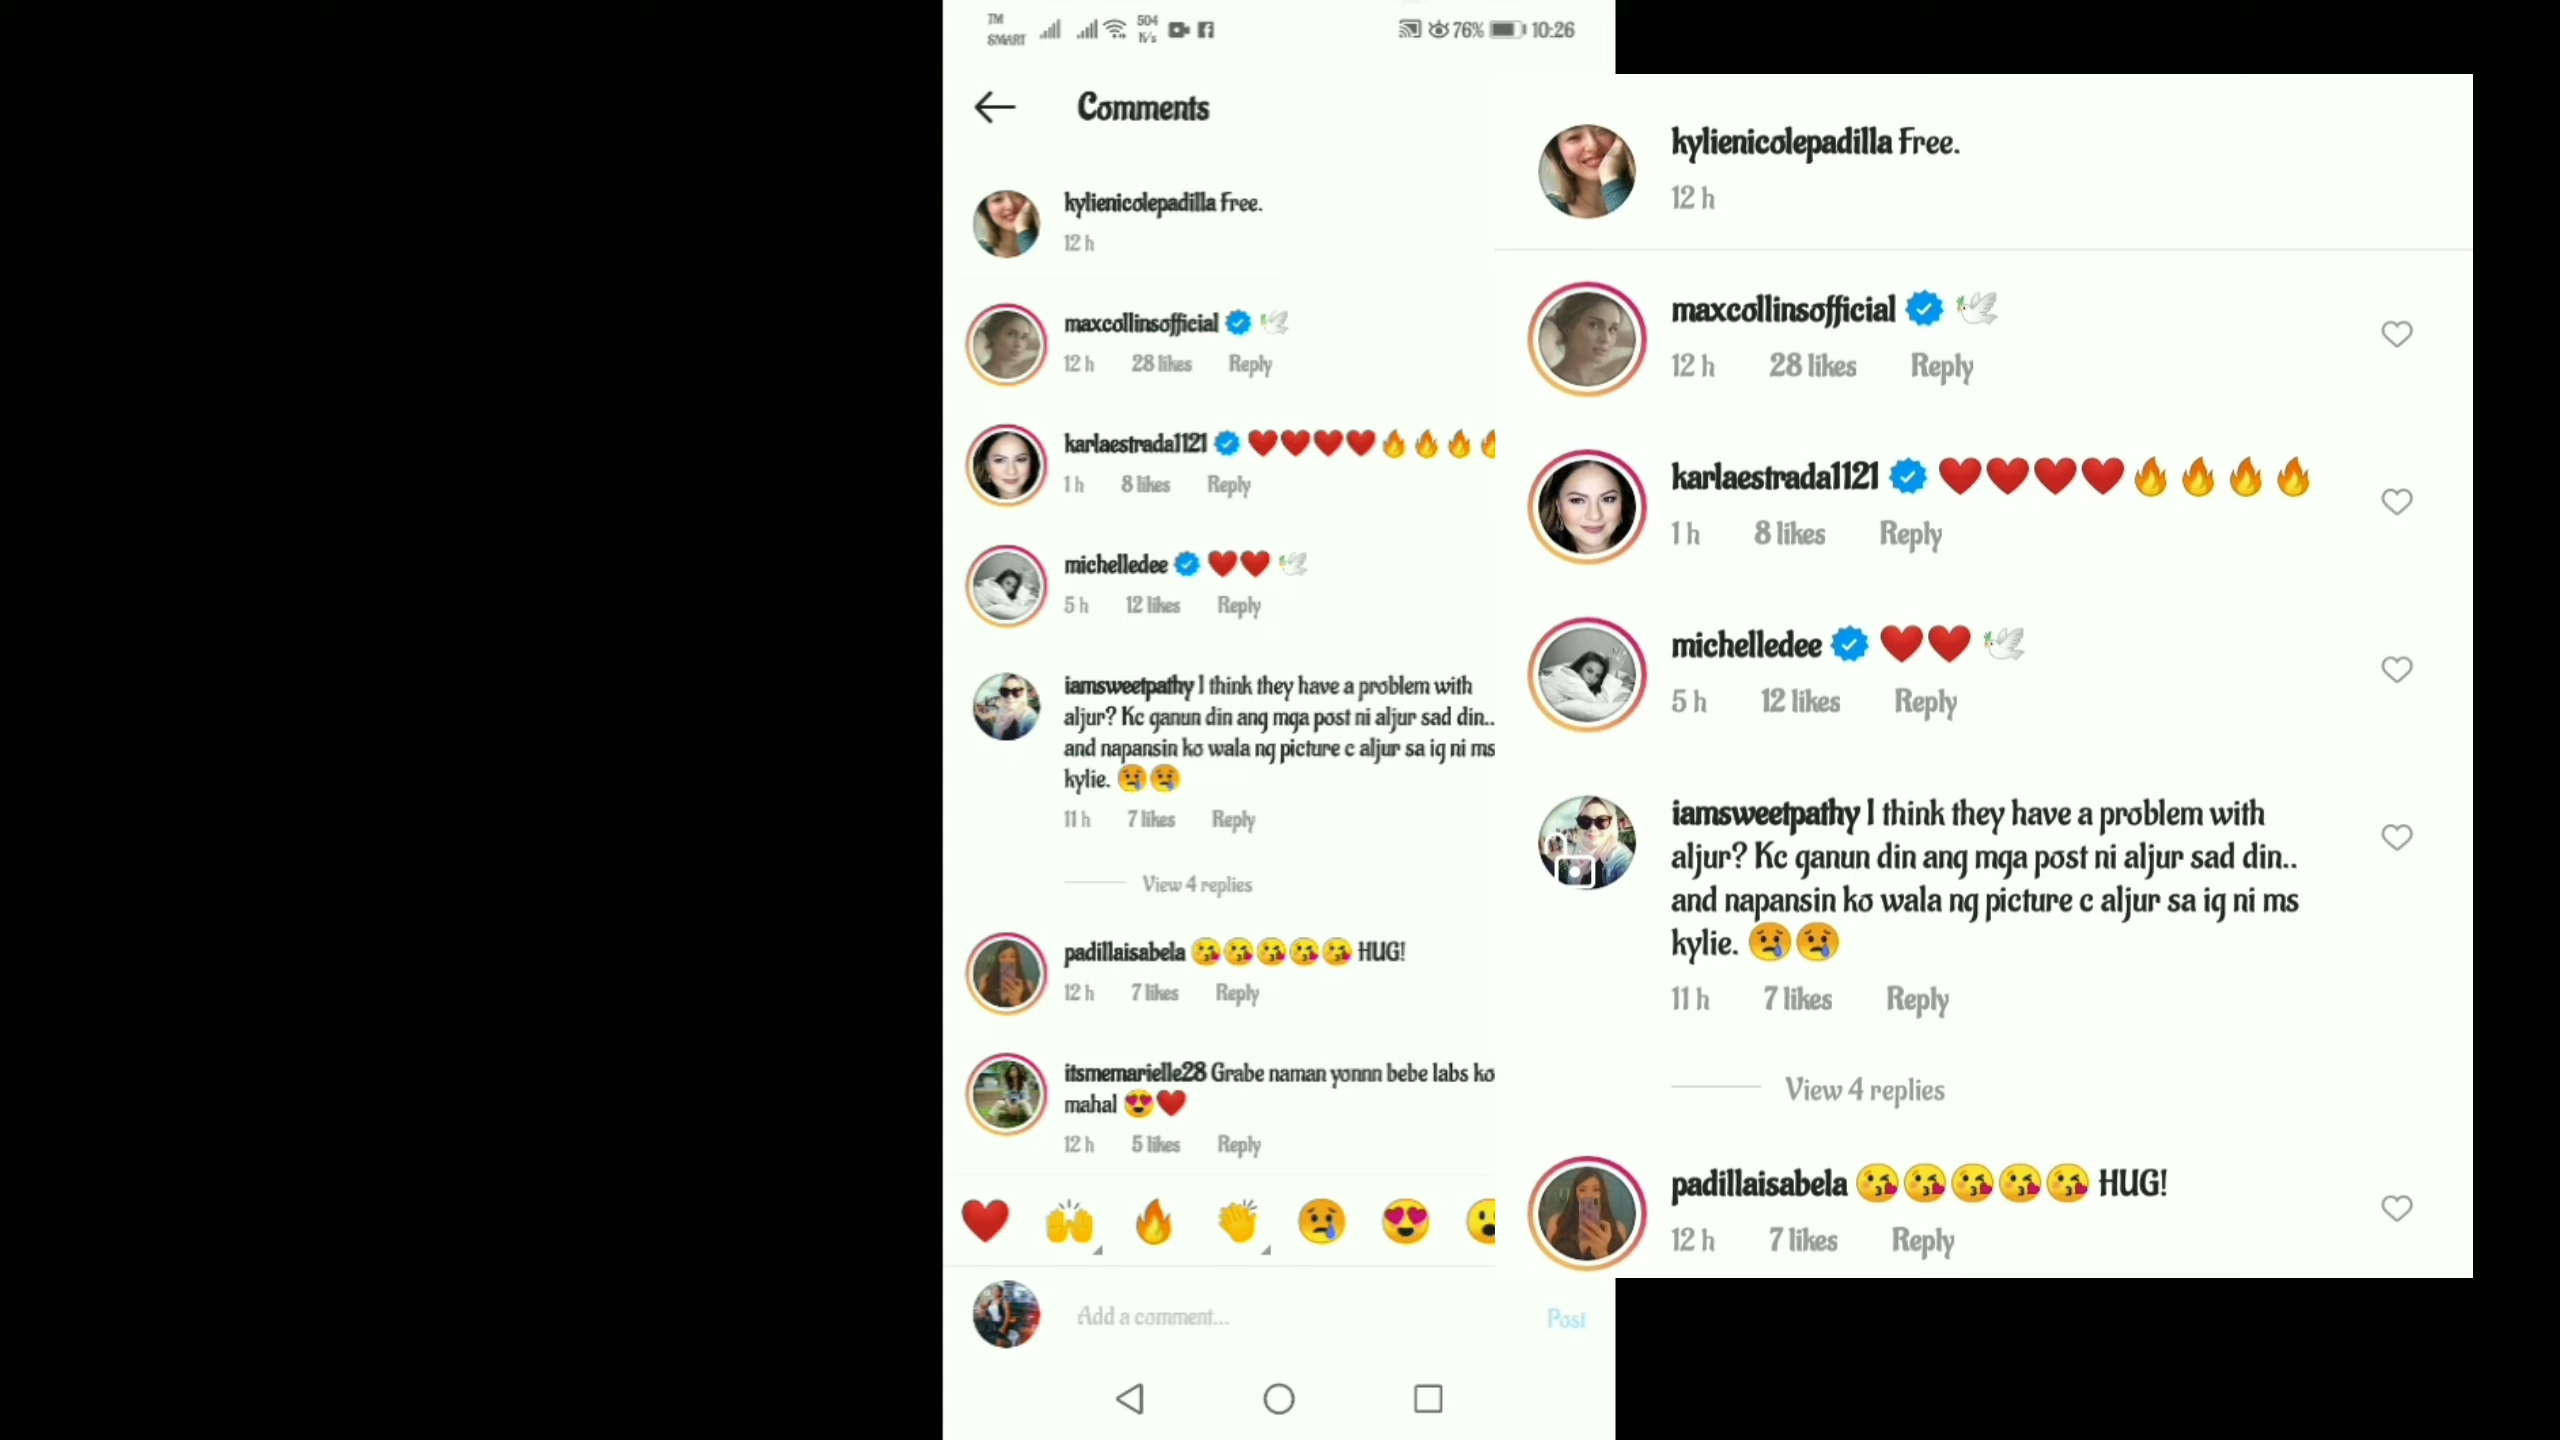 TM
SMART
504
K/s
76%
10:26
Comments
kylienicolepadilla Free.
12 h
maxcollinsofficial 🕊
12 h 28 likes Reply
karlaestrada1121 ❤❤❤❤🔥🔥🔥🔥
1 h 8 likes Reply
michelledee ❤❤🕊
5 h 12 likes Reply
iamsweetpathy I think they have a problem with
aljur? Kc ganun din ang mga post ni aljur sad din..
and napansin ko wala ng picture c aljur sa ig ni ms
kylie. 😢😢
11 h 7 likes Reply
View 4 replies
padillaisabela 😘😘😘😘😘 HUG!
12 h 7 likes Reply
itsmemarielle28 Grabe naman yonnn bebe labs ko
mahal 😍❤
12 h 5 likes Reply
Add a comment...
Post
kylienicolepadilla Free.
12 h
maxcollinsofficial 🕊
12 h 28 likes Reply
karlaestrada1121 ❤❤❤❤🔥🔥🔥🔥
1 h 8 likes Reply
michelledee ❤❤🕊
5 h 12 likes Reply
iamsweetpathy I think they have a problem with
aljur? Kc ganun din ang mga post ni aljur sad din..
and napansin ko wala ng picture c aljur sa ig ni ms
kylie. 😢😢
11 h 7 likes Reply
View 4 replies
padillaisabela 😘😘😘😘😘 HUG!
12 h 7 likes Reply